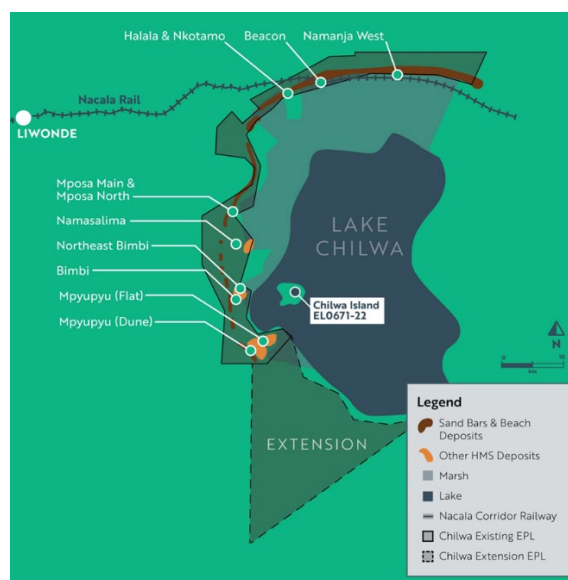 Halala & Nkotamo
Beacon
Namanja West
Nacala Rail
LIWONDE
Mposa Main &
Mposa North
Namasalima
Northeast Bimbi
Bimbi
Mpyupyu (Flat)
Mpyupyu (Dune)
LAKE
CHILWA
Chilwa Island
EL0671-22
EXTENSION
N
0
Legend
Sand Bars & Beach
Deposits
Other HMS Deposits
Marsh
Lake
Nacala Corridor Railway
Chilwa Existing EPL
Chilwa Extension EPL